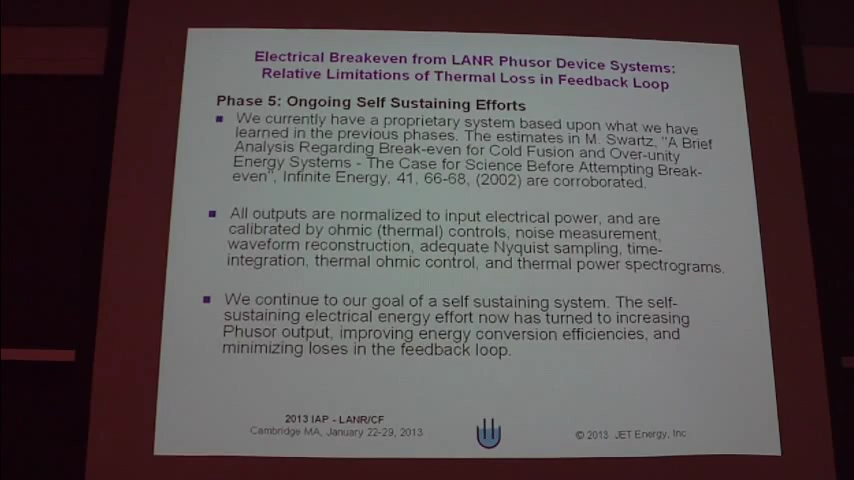 Electrical Breakeven from LANR Phusor Device Systems:
Relative Limitations of Thermal Loss in Feedback Loop
Phase 5: Ongoing Self Sustaining Efforts
We currently have a proprietary system based upon what we have
learned in the previous phases. The estimates in M. Swartz, "A Brief
Analysis Regarding Break-even for Cold Fusion and Over-unity
Energy Systems - The Case for Science Before Attempting Break-
even", Infinite Energy, 41, 66-68, (2002) are corroborated.
All outputs are normalized to input electrical power, and are
calibrated by ohmic (thermal) controls, noise measurement,
waveform reconstruction, adequate Nyquist sampling, time-
integration, thermal ohmic control, and thermal power spectrograms.
We continue to our goal of a self sustaining system. The self-
sustaining electrical energy effort now has turned to increasing
Phusor output, improving energy conversion efficiencies, and
minimizing loses in the feedback loop.
2013 IAP - LANR/CF
Cambridge MA, January 22-29, 2013
© 2013 JET Energy, Inc